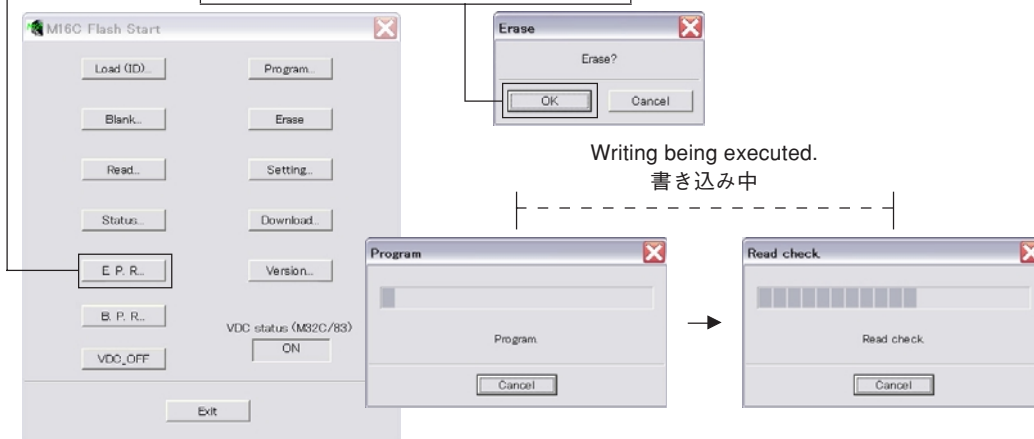 M16C Flash Start
Load (ID)...
Program...
Blank...
Erase
Read...
Setting...
Status...
Download...
E. P. R...
Version...
B. P. R...
VDC status (M32C/83)
ON
VDC_OFF
Exit
Erase
Erase?
OK
Cancel
Writing being executed.
書き込み中
Program
Program.
Cancel
Read check.
Read check.
Cancel